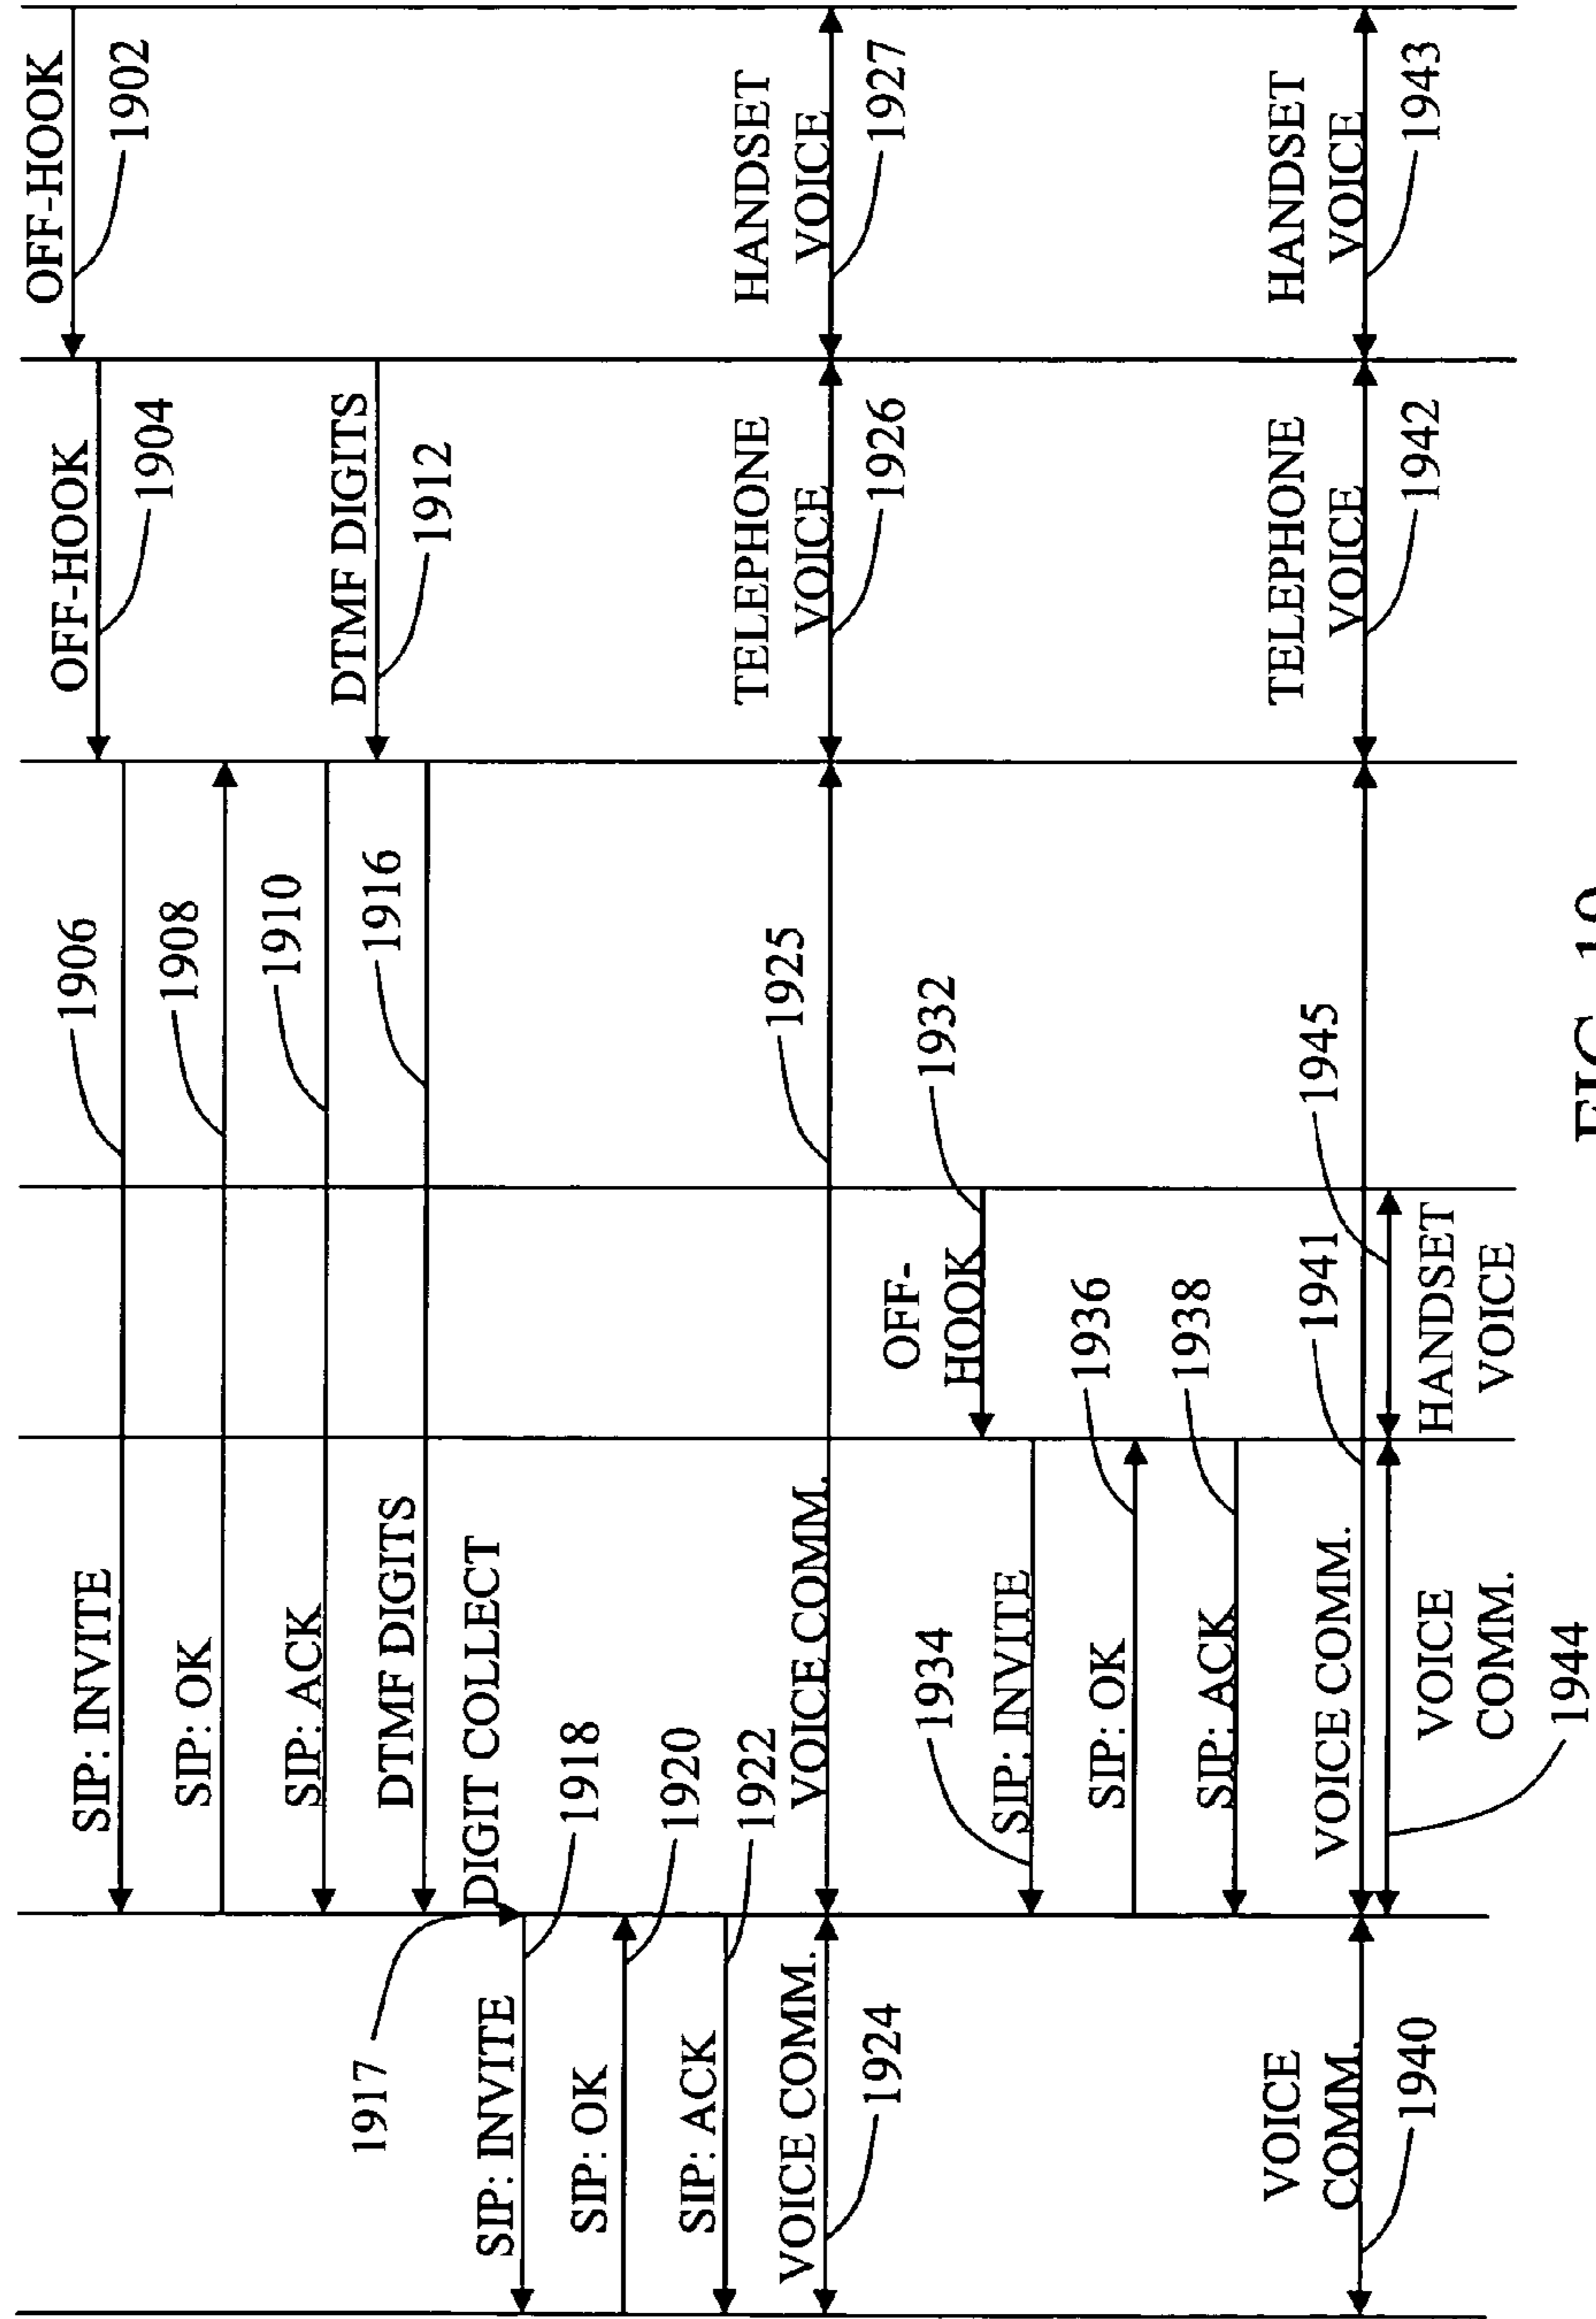 OFF-HOOK
1902
OFF-HOOK
1904
1906
SIP: INVITE
1908
SIP: OK
1910
SIP: ACK
DTMF DIGITS
1912
1916
DTMF DIGITS
1917
DIGIT COLLECT
SIP: INVITE
1918
SIP: OK
1920
SIP: ACK
1922
VOICE COMM.
1924
VOICE COMM.
1925
TELEPHONE
VOICE
1926
HANDSET
VOICE
1927
OFF-
HOOK
1932
1934
SIP: INVITE
1936
SIP: OK
1938
SIP: ACK
VOICE
COMM.
1940
VOICE COMM.
1941
1945
TELEPHONE
VOICE
1942
HANDSET
VOICE
1943
VOICE
COMM.
1944
HANDSET
VOICE